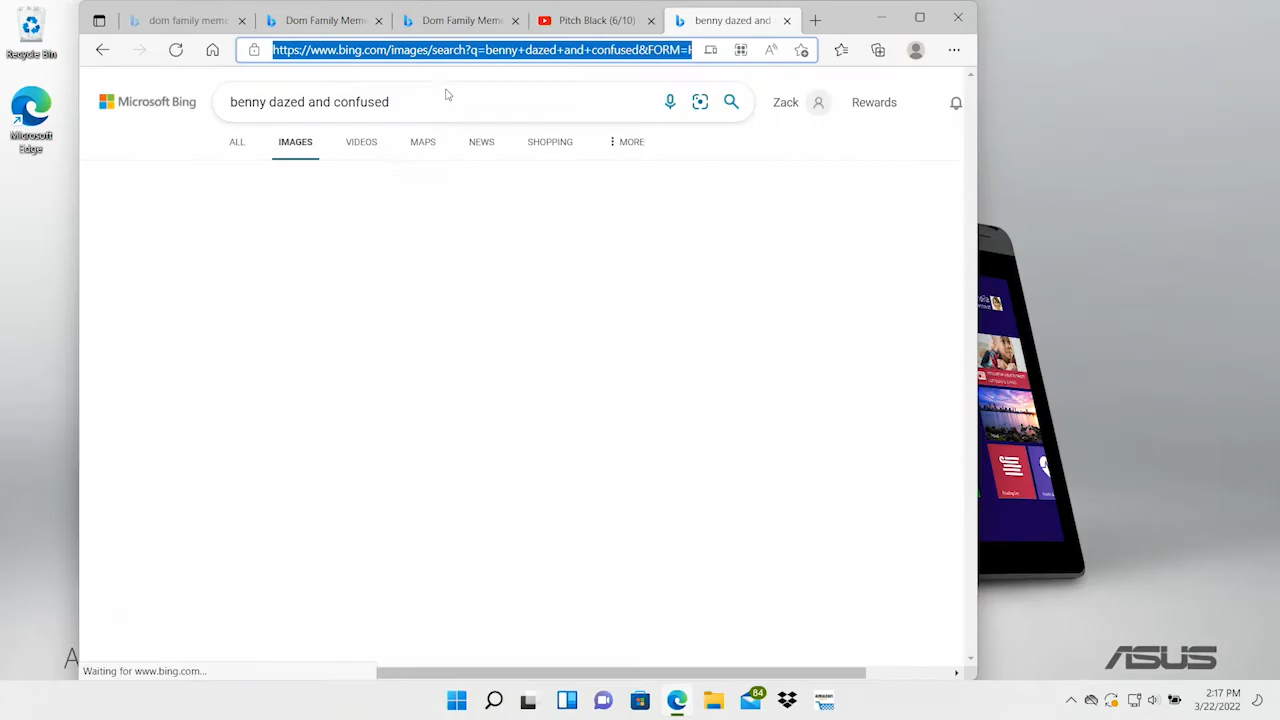 Recycle Bin
Microsoft
Edge
dom family memo
Dom Family Meme
Dom Family Meme
Pitch Black (6/10)
benny dazed and
https://www.bing.com/images/search?q=benny+dazed+and+confused&FORM=H
Microsoft Bing
benny dazed and confused
Zack
Rewards
ALL
IMAGES
VIDEOS
MAPS
NEWS
SHOPPING
MORE
Waiting for www.bing.com...
A
ASUS
84
amazon
2:17 PM
3/22/2022